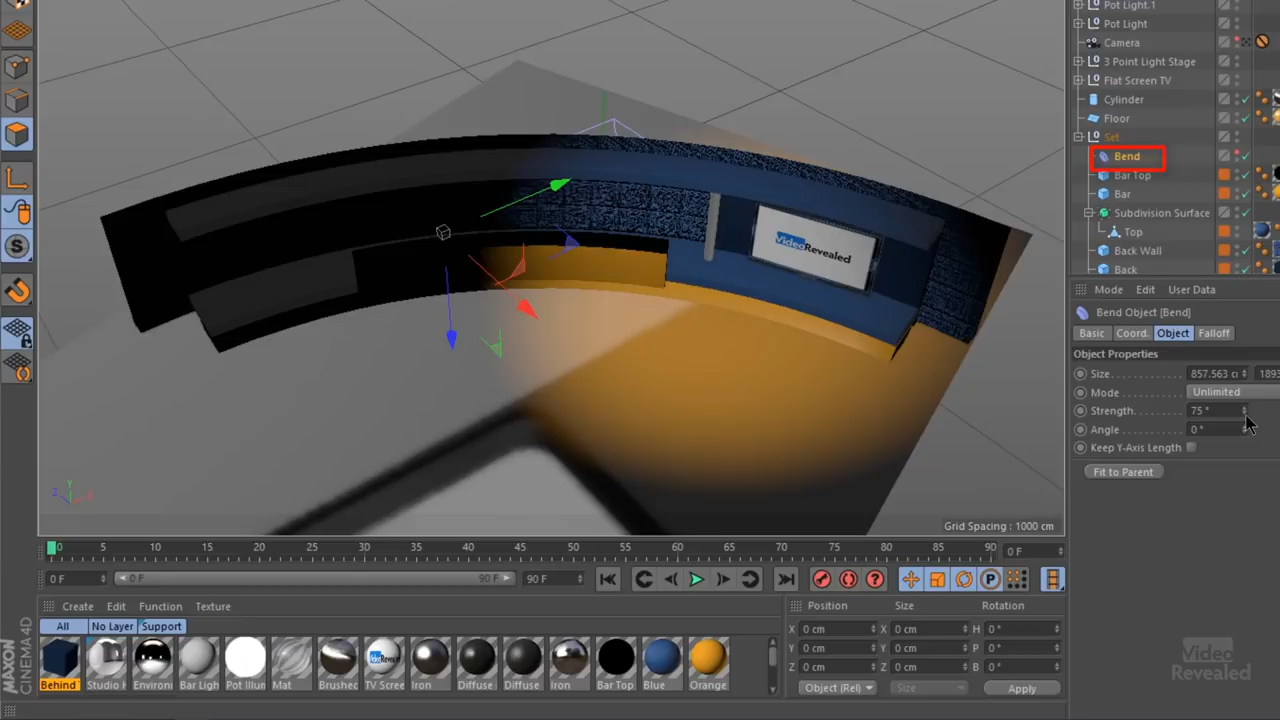 Pot Light.1
Pot Light
Camera
3 Point Light Stage
Flat Screen TV
Cylinder
Floor
Set
Bend
Bar Top
Bar
Subdivision Surface
Top
Back Wall
Back
VideoRevealed
Mode Edit User Data
Bend Object [Bend]
Basic Coord. Object Falloff
Object Properties
Size 857.563 c 1893
Mode Unlimited
Strength 75 °
Angle 0 °
Keep Y-Axis Length
Fit to Parent
Y
Z X
Grid Spacing : 1000 cm
0 5 10 15 20 25 30 35 40 45 50 55 60 65 70 75 80 85 90 0 F
0 F 0 F 90 F 90 F
Create Edit Function Texture
All No Layer Support
Position Size Rotation
X 0 cm X 0 cm H 0 °
Y 0 cm Y 0 cm P 0 °
Z 0 cm Z 0 cm B 0 °
Object (Rel) Size Apply
Behind Studio Environ Bar Ligh Pot Illun Mat Brushed TV Scree Iron Diffuse Diffuse Iron Bar Top Blue Orange
MAXON
CINEMA4D
Video
Revealed